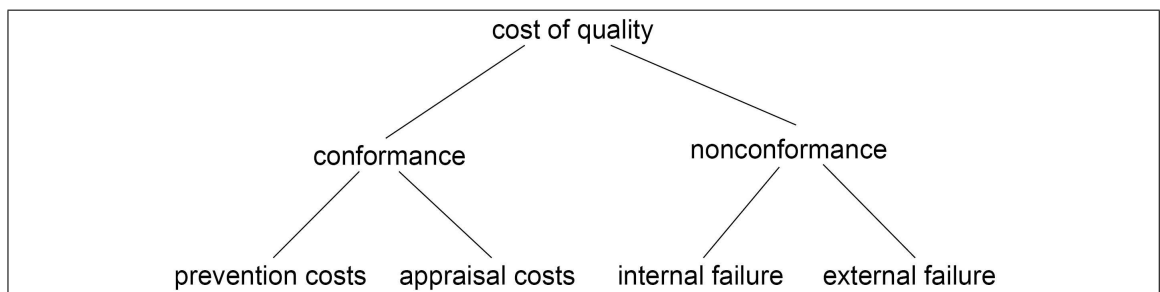 cost of quality
conformance
nonconformance
prevention costs
appraisal costs
internal failure
external failure